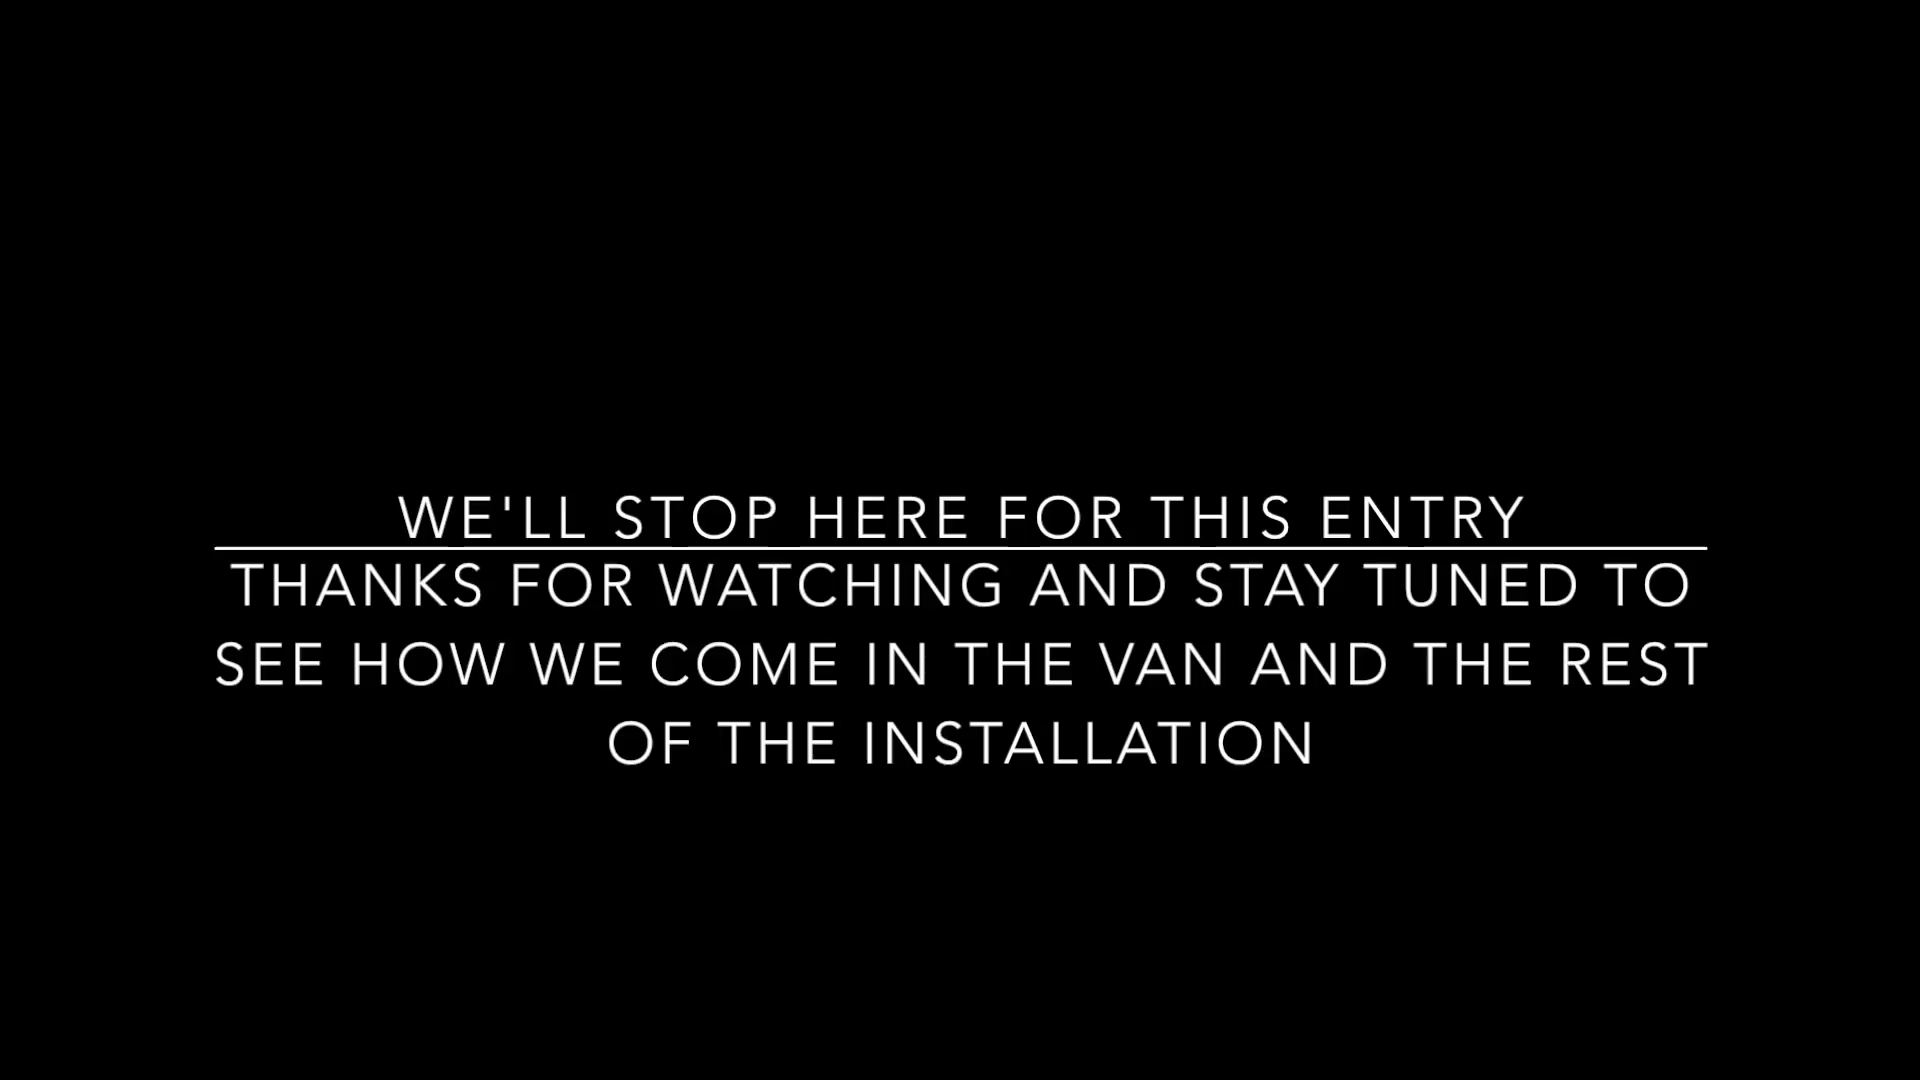 WE'LL STOP HERE FOR THIS ENTRY
THANKS FOR WATCHING AND STAY TUNED TO
SEE HOW WE COME IN THE VAN AND THE REST
OF THE INSTALLATION